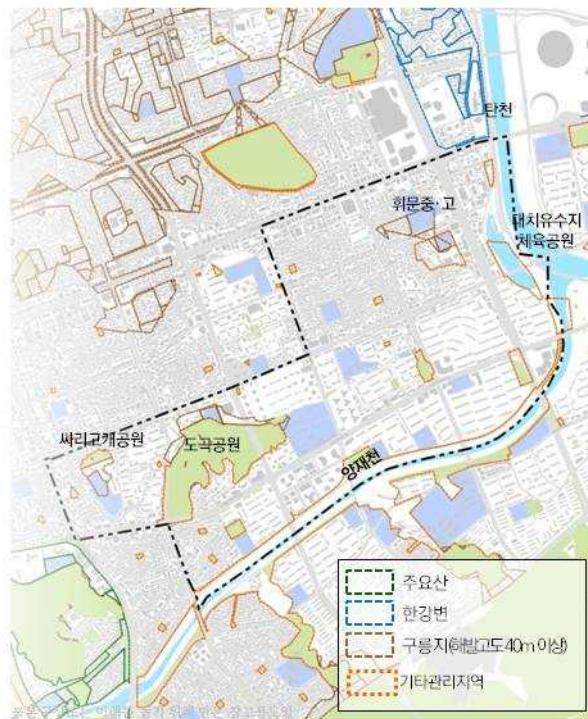 탄천
휘문중·고
대치유수지
체육공원
싸리고개공원
도곡공원
양재천
주요산
한강변
구릉지(해발고도40m 이상)
기타관리지역